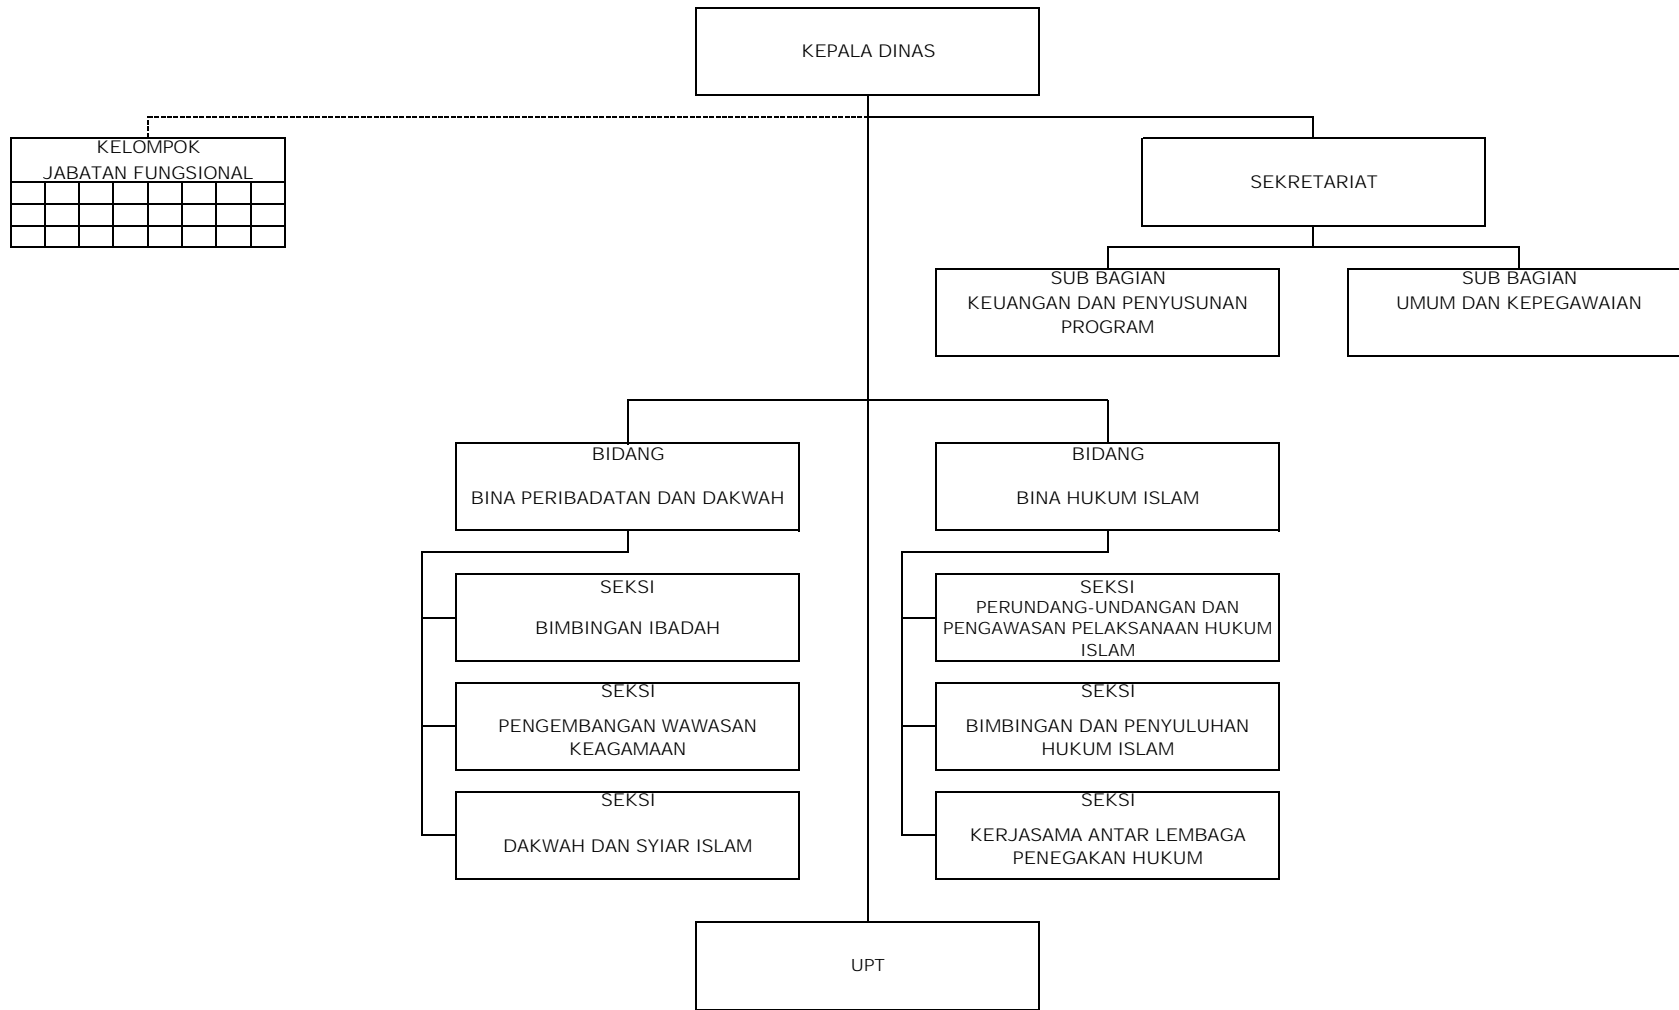 KEPALA DINAS
KELOMPOK
JABATAN FUNGSIONAL
SEKRETARIAT
SUB BAGIAN
KEUANGAN DAN PENYUSUNAN
PROGRAM
SUB BAGIAN
UMUM DAN KEPEGAWAIAN
BIDANG
BINA PERIBADATAN DAN DAKWAH
BIDANG
BINA HUKUM ISLAM
SEKSI
BIMBINGAN IBADAH
SEKSI
PENGEMBANGAN WAWASAN
KEAGAMAAN
SEKSI
DAKWAH DAN SYIAR ISLAM
SEKSI
PERUNDANG-UNDANGAN DAN
PENGAWASAN PELAKSANAAN HUKUM
ISLAM
SEKSI
BIMBINGAN DAN PENYULUHAN
HUKUM ISLAM
SEKSI
KERJASAMA ANTAR LEMBAGA
PENEGAKAN HUKUM
UPT